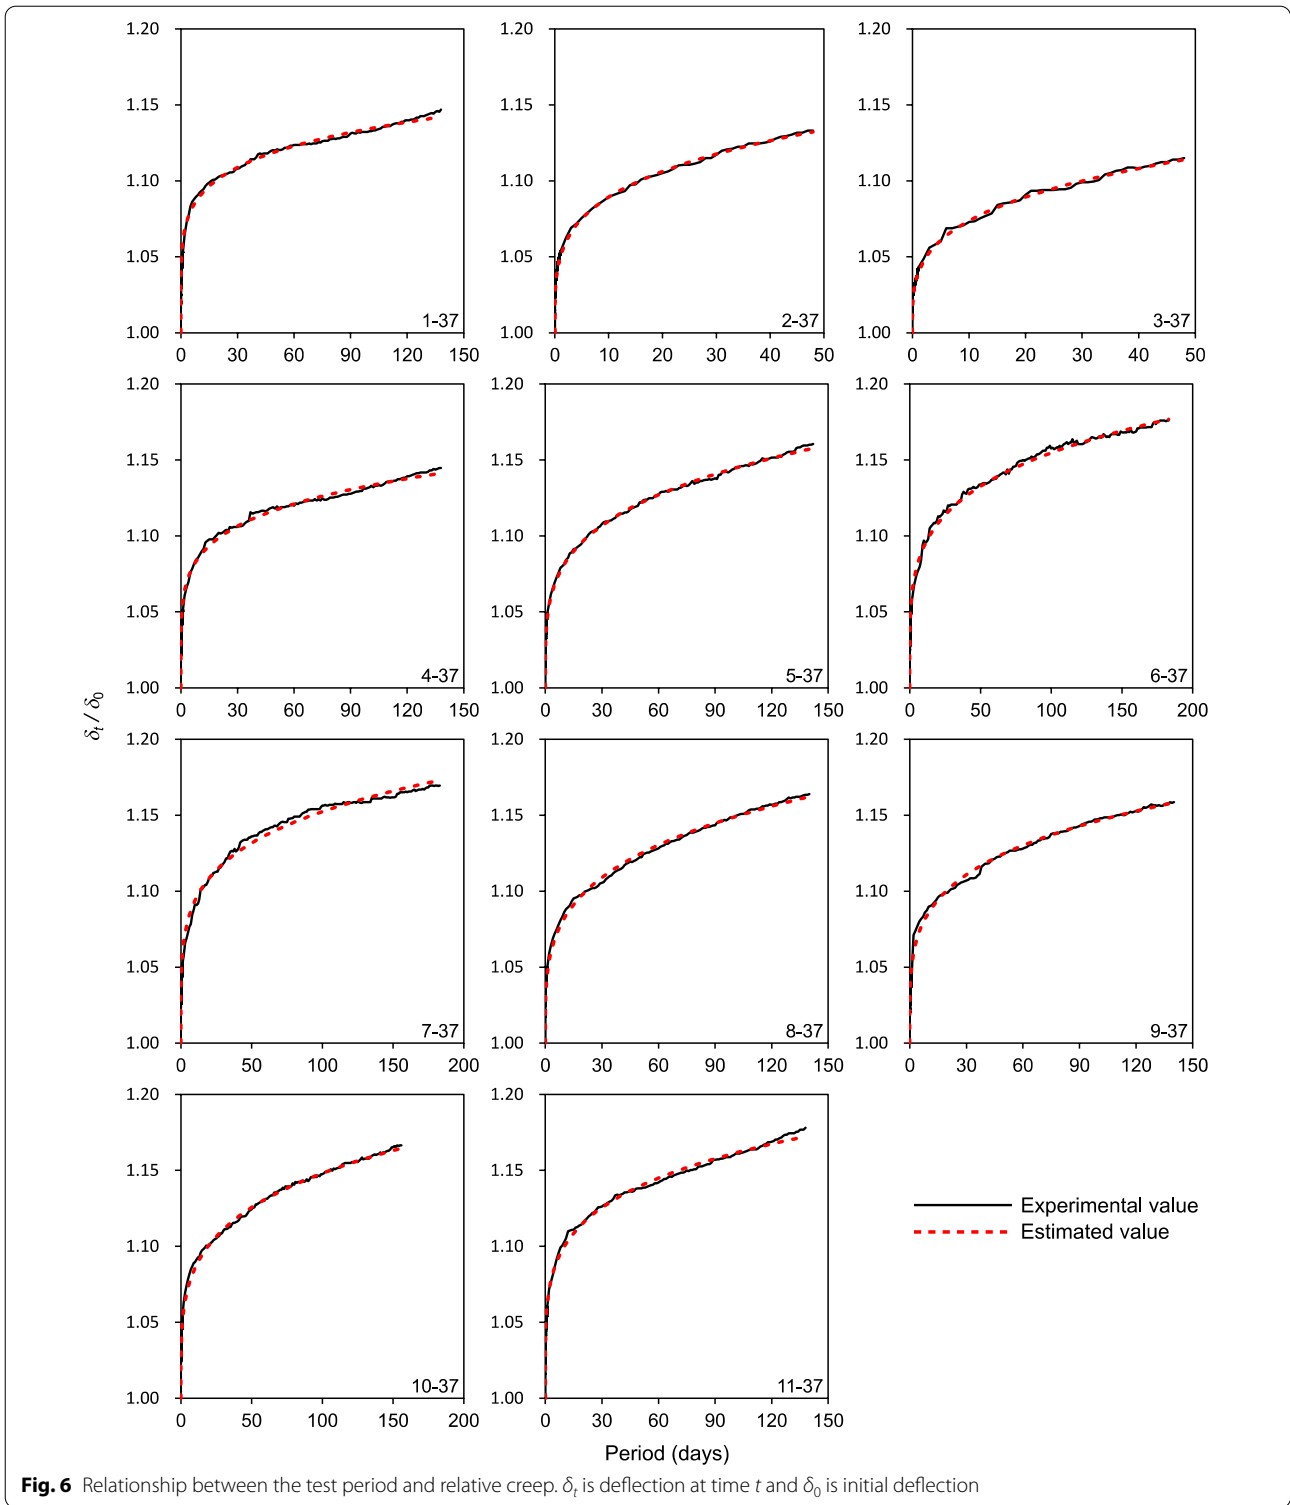 1.20 1.20 1.20
1.15 1.15 1.15
1.10 1.10 1.10
1.05 1.05 1.05
1-37 2-37 3-37
1.00 1.00 1.00
0 30 60 90 120 150 0 10 20 30 40 50 0 10 20 30 40 50
1.20 1.20 1.20
1.15 1.15 1.15
1.10 1.10 1.10
1.05 1.05 1.05
4-37 5-37 6-37
1.00 1.00 1.00
0 30 60 90 120 150 0 30 60 90 120 150 0 50 100 150 200
δt / δ0
1.20 1.20 1.20
1.15 1.15 1.15
1.10 1.10 1.10
1.05 1.05 1.05
7-37 8-37 9-37
1.00 1.00 1.00
0 50 100 150 200 0 30 60 90 120 150 0 30 60 90 120 150
1.20 1.20
1.15 1.15
1.10 1.10
1.05 1.05
10-37 11-37
1.00 1.00
0 50 100 150 200 0 30 60 90 120 150
Experimental value
Estimated value
Period (days)
Fig. 6 Relationship between the test period and relative creep. δt is deflection at time t and δ0 is initial deflection